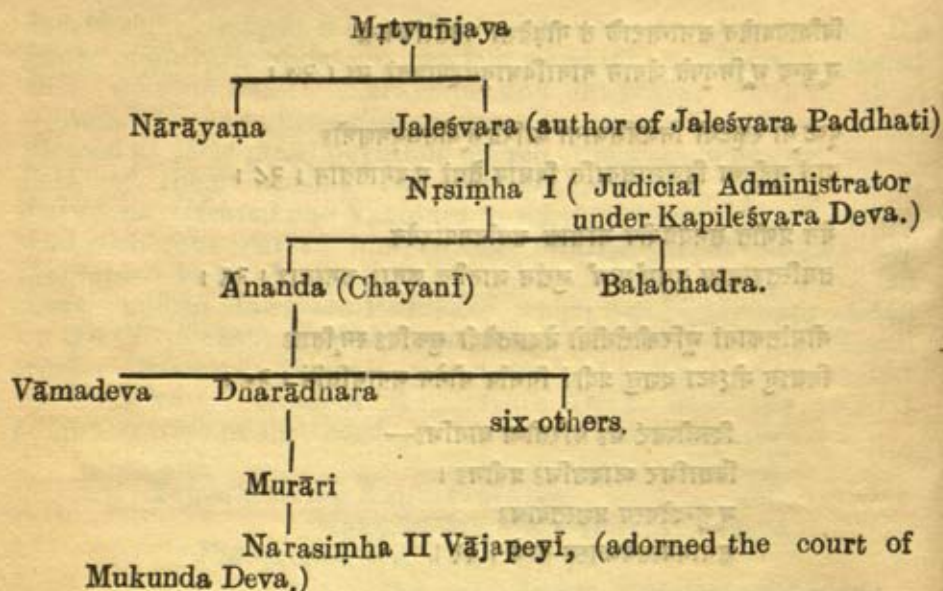 Mṛtyuñjaya
Nārāyaṇa Jaleśvara (author of Jaleśvara Paddhati)
Nṛsiṃha I ( Judicial Administrator
under Kapileśvara Deva.)
Ānanda (Chayanī) Balabhadra.
Vāmadeva Dharādhara
six others.
Murāri
Narasiṃha II Vājapeyī, (adorned the court of
Mukunda Deva.)